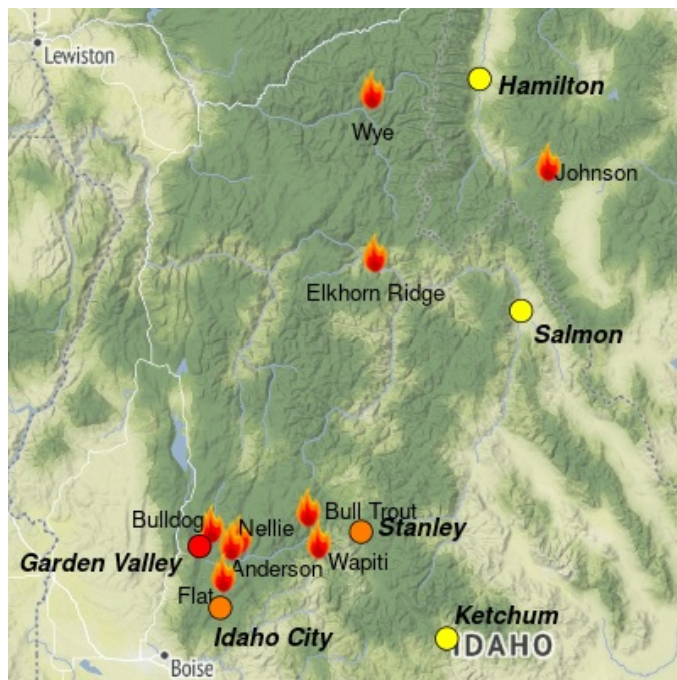 Lewiston
Hamilton
Wye
Johnson
Elkhorn Ridge
Salmon
Bulldog
Nellie
Bull Trout
Stanley
Garden Valley
Anderson
Wapiti
Flat
Idaho City
Ketchum
IDAHO
Boise